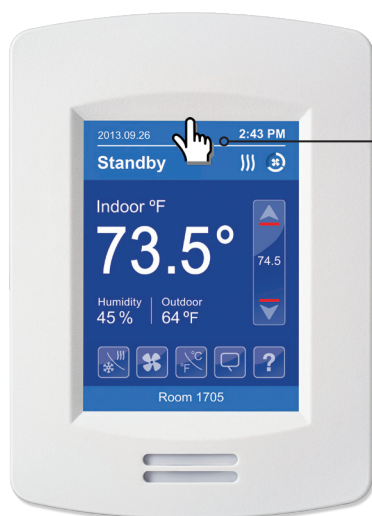 2013.09.26 2:43 PM
Standby
Indoor ºF
73.5°
74.5
Humidity Outdoor
45 % 64 ºF
°C
°F
?
Room 1705